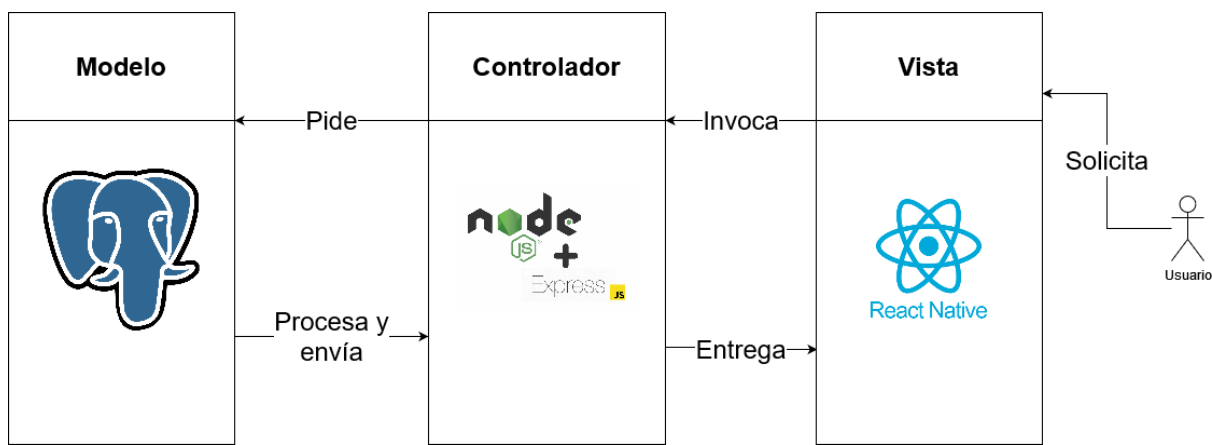 Modelo
Controlador
Vista
Pide
Invoca
Solicita
node
JS
+
Express JS
React Native
Usuario
Procesa y
envía
Entrega